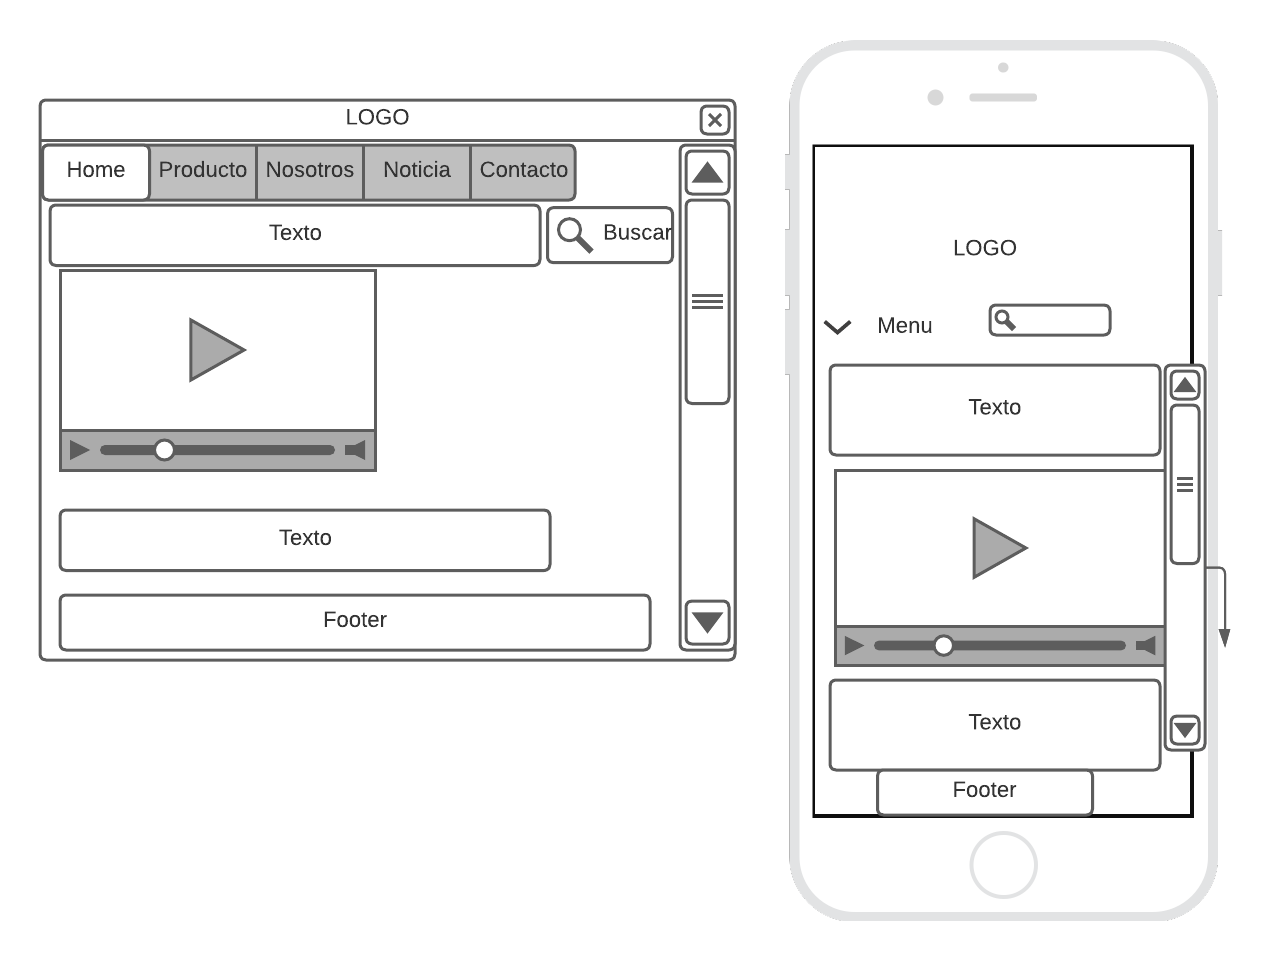 LOGO
Home Producto Nosotros Noticia Contacto
Texto Buscar
Texto
Footer
LOGO
Menu
Texto
Texto
Footer